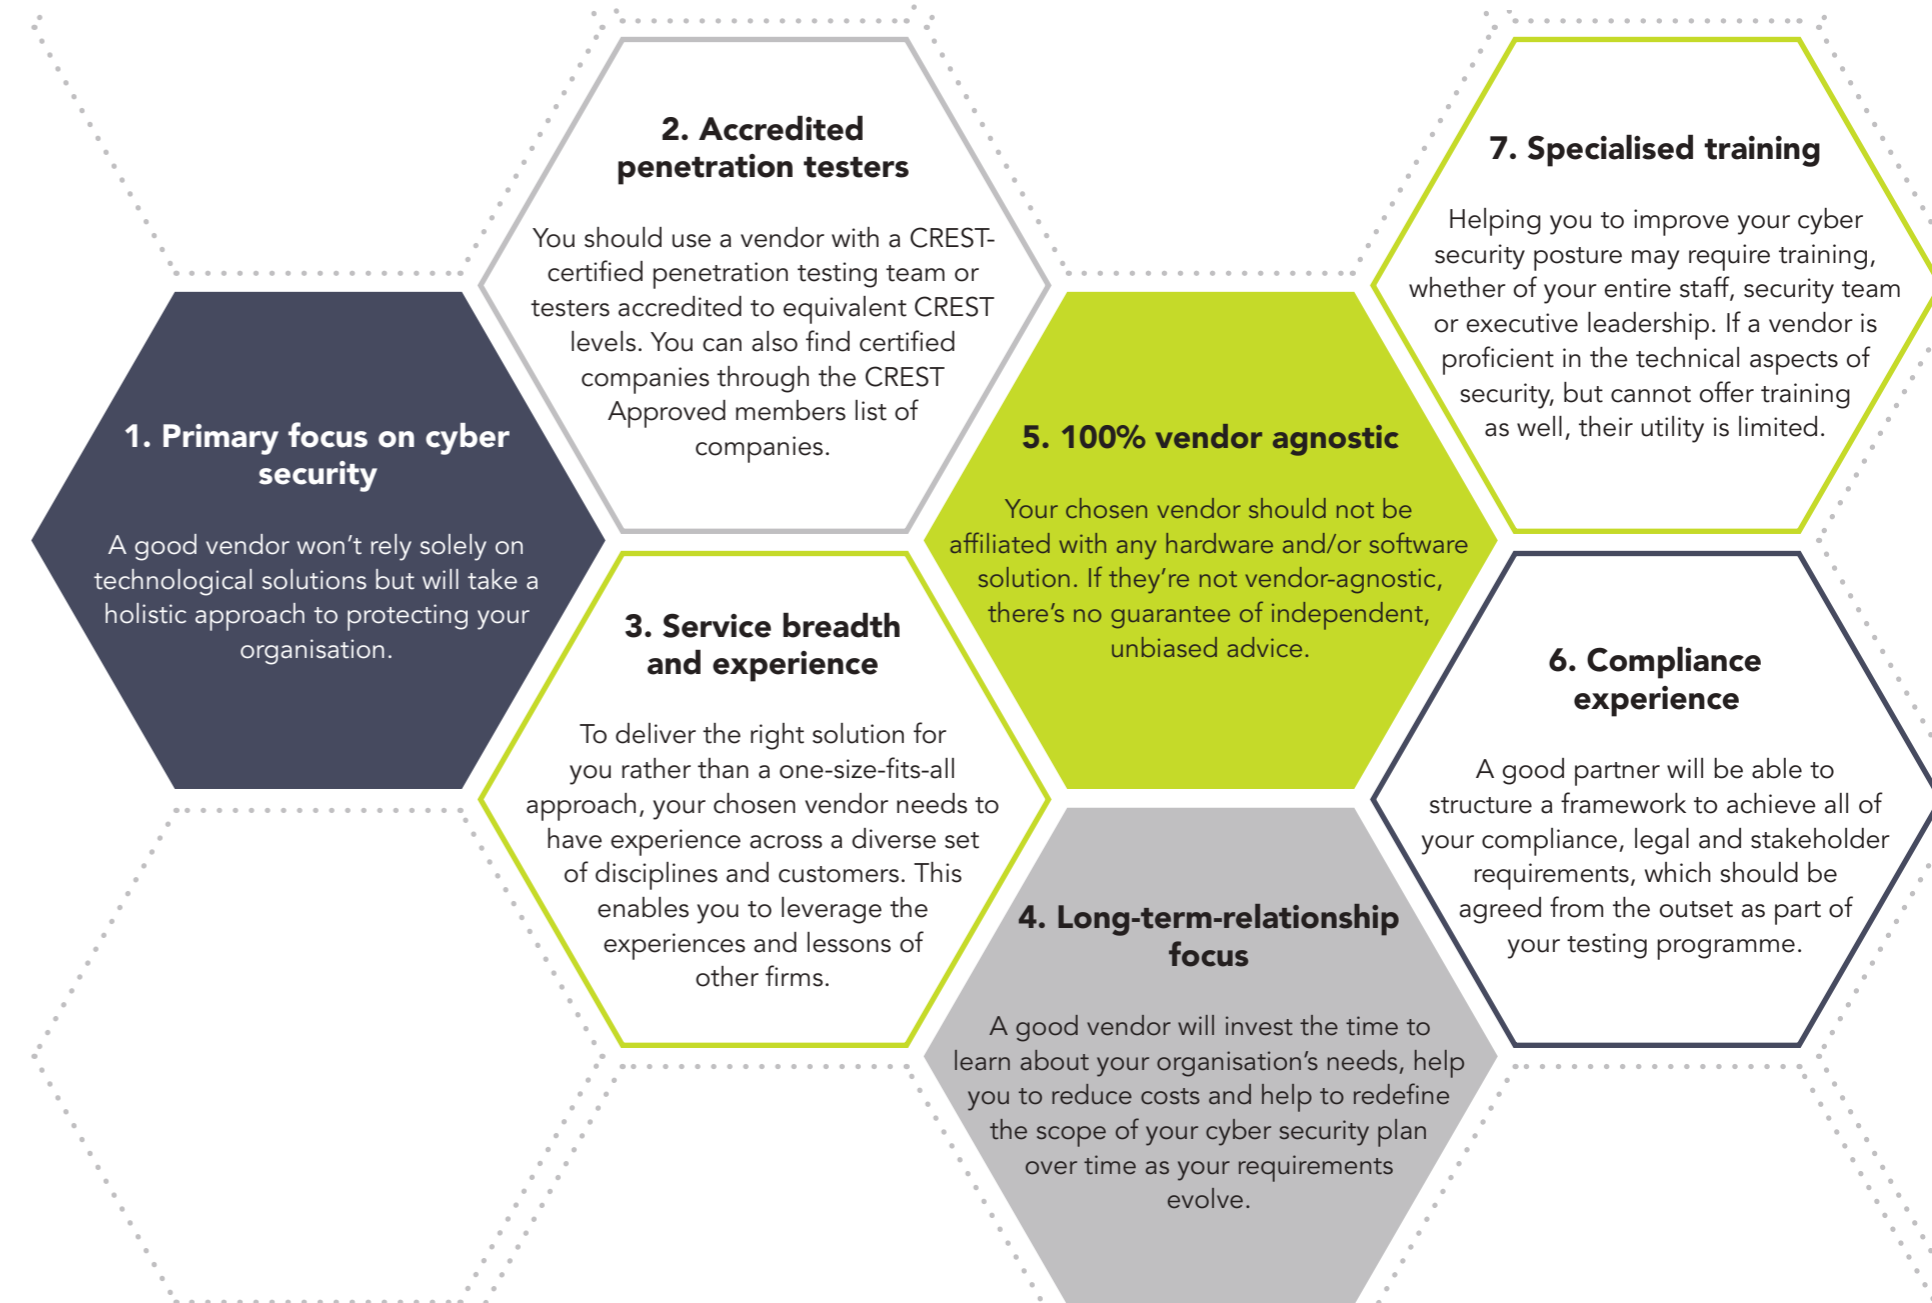 1. Primary focus on cyber
security
A good vendor won't rely solely on
technological solutions but will take a
holistic approach to protecting your
organisation.
2. Accredited
penetration testers
You should use a vendor with a CREST-
certified penetration testing team or
testers accredited to equivalent CREST
levels. You can also find certified
companies through the CREST
Approved members list of
companies.
3. Service breadth
and experience
To deliver the right solution for
you rather than a one-size-fits-all
approach, your chosen vendor needs to
have experience across a diverse set
of disciplines and customers. This
enables you to leverage the
experiences and lessons of
other firms.
4. Long-term-relationship
focus
A good vendor will invest the time to
learn about your organisation's needs, help
you to reduce costs and help to redefine
the scope of your cyber security plan
over time as your requirements
evolve.
5. 100% vendor agnostic
Your chosen vendor should not be
affiliated with any hardware and/or software
solution. If they're not vendor-agnostic,
there's no guarantee of independent,
unbiased advice.
6. Compliance
experience
A good partner will be able to
structure a framework to achieve all of
your compliance, legal and stakeholder
requirements, which should be
agreed from the outset as part of
your testing programme.
7. Specialised training
Helping you to improve your cyber
security posture may require training,
whether of your entire staff, security team
or executive leadership. If a vendor is
proficient in the technical aspects of
security, but cannot offer training
as well, their utility is limited.